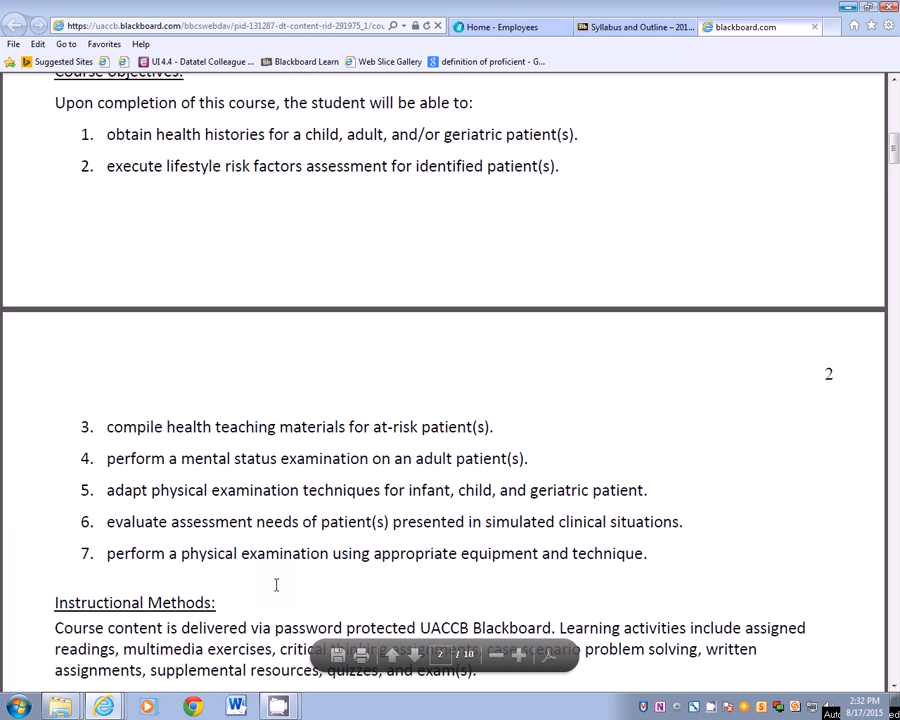 https://uaccb.blackboard.com/bbcswebdav/pid-131287-dt-content-rid-291975_1/cou
Home - Employees
Bb Syllabus and Outline – 201...
blackboard.com
File Edit Go to Favorites Help
Suggested Sites
UI 4.4 - Datatel Colleague ...
Blackboard Learn
Web Slice Gallery
definition of proficient - G...
Course objectives:
Upon completion of this course, the student will be able to:
1. obtain health histories for a child, adult, and/or geriatric patient(s).
2. execute lifestyle risk factors assessment for identified patient(s).
2
3. compile health teaching materials for at-risk patient(s).
4. perform a mental status examination on an adult patient(s).
5. adapt physical examination techniques for infant, child, and geriatric patient.
6. evaluate assessment needs of patient(s) presented in simulated clinical situations.
7. perform a physical examination using appropriate equipment and technique.
Instructional Methods:
Course content is delivered via password protected UACCB Blackboard. Learning activities include assigned
readings, multimedia exercises, critical thinking assignments, case scenario problem solving, written
assignments, supplemental resources, quizzes, and exam(s).
2 / 10
2:32 PM
8/17/2015